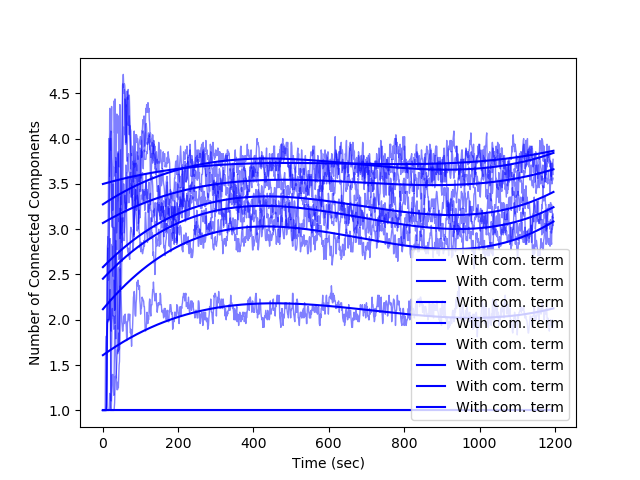 Number of Connected Components
4.5
4.0
3.5
3.0
2.5
2.0
1.5
1.0
With com. term
With com. term
With com. term
With com. term
With com. term
With com. term
With com. term
With com. term
0 200 400 600 800 1000 1200
Time (sec)